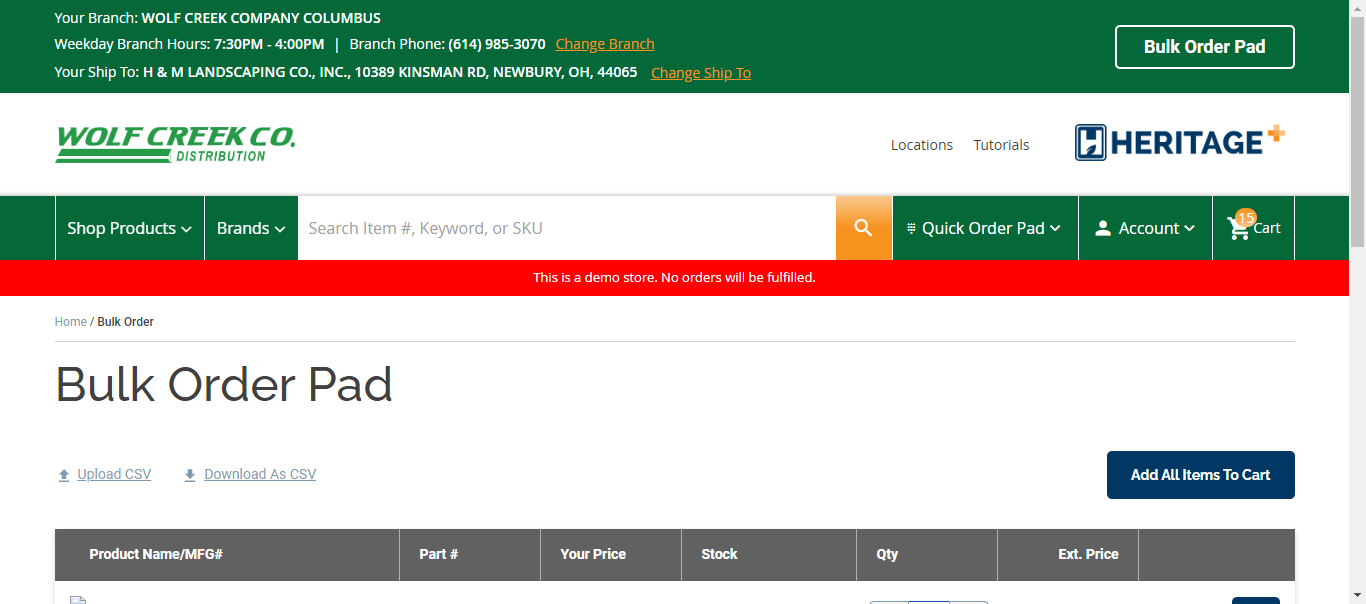 Your Branch: WOLF CREEK COMPANY COLUMBUS
Weekday Branch Hours: 7:30PM - 4:00PM | Branch Phone: (614) 985-3070 Change Branch
Your Ship To: H & M LANDSCAPING CO., INC., 10389 KINSMAN RD, NEWBURY, OH, 44065 Change Ship To
Bulk Order Pad
WOLF CREEK CO.
DISTRIBUTION
Locations Tutorials
HERITAGE+
Shop Products Brands Search Item #, Keyword, or SKU Quick Order Pad Account 15 Cart
This is a demo store. No orders will be fulfilled.
Home / Bulk Order
Bulk Order Pad
Upload CSV Download As CSV Add All Items To Cart
Product Name/MFG# Part # Your Price Stock Qty Ext. Price